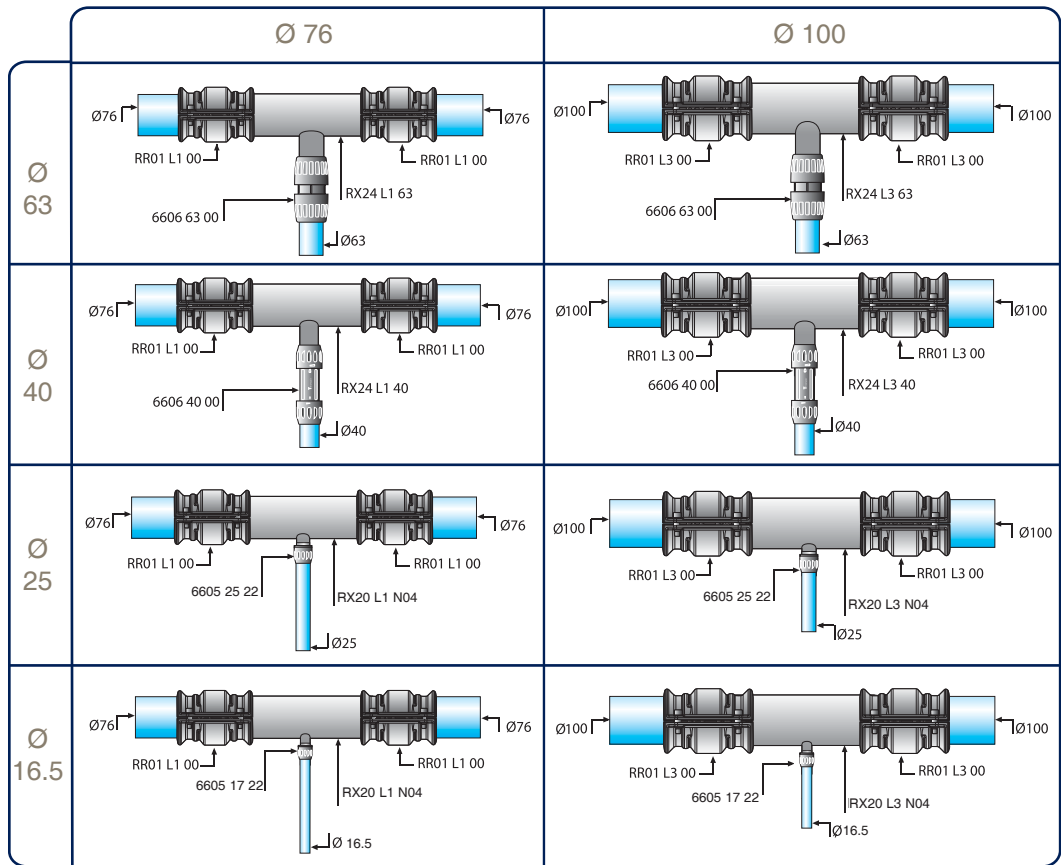 Ø 76
Ø 100
Ø
63
Ø76
Ø76
RR01 L1 00
RR01 L1 00
RX24 L1 63
6606 63 00
Ø63
Ø100
Ø100
RR01 L3 00
RR01 L3 00
RX24 L3 63
6606 63 00
Ø63
Ø
40
Ø76
Ø76
RR01 L1 00
RR01 L1 00
RX24 L1 40
6606 40 00
Ø40
Ø100
Ø100
RR01 L3 00
RR01 L3 00
RX24 L3 40
6606 40 00
Ø40
Ø
25
Ø76
Ø76
RR01 L1 00
RR01 L1 00
6605 25 22
RX20 L1 N04
Ø25
Ø100
Ø100
RR01 L3 00
RR01 L3 00
6605 25 22
RX20 L3 N04
Ø25
Ø
16.5
Ø76
Ø76
RR01 L1 00
RR01 L1 00
6605 17 22
RX20 L1 N04
Ø 16.5
Ø100
Ø100
RR01 L3 00
RR01 L3 00
6605 17 22
RX20 L3 N04
Ø16.5